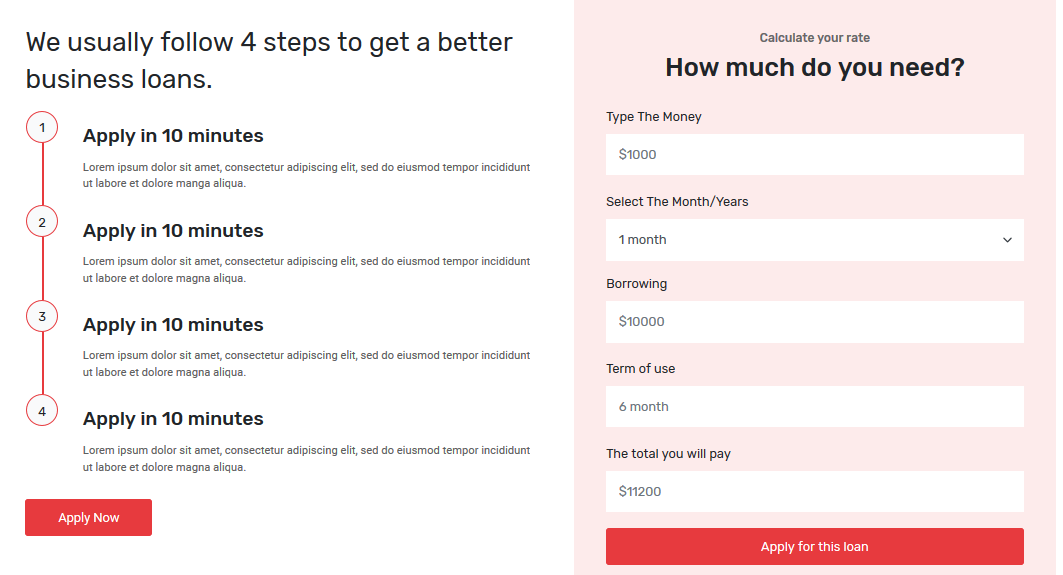 We usually follow 4 steps to get a better
business loans.
1
Apply in 10 minutes
Lorem ipsum dolor sit amet, consectetur adipiscing elit, sed do eiusmod tempor incididunt
ut labore et dolore manga aliqua.
2
Apply in 10 minutes
Lorem ipsum dolor sit amet, consectetur adipiscing elit, sed do eiusmod tempor incididunt
ut labore et dolore magna aliqua.
3
Apply in 10 minutes
Lorem ipsum dolor sit amet, consectetur adipiscing elit, sed do eiusmod tempor incididunt
ut labore et dolore magna aliqua.
4
Apply in 10 minutes
Lorem ipsum dolor sit amet, consectetur adipiscing elit, sed do eiusmod tempor incididunt
ut labore et dolore magna aliqua.
Apply Now
Calculate your rate
How much do you need?
Type The Money
$1000
Select The Month/Years
1 month
Borrowing
$10000
Term of use
6 month
The total you will pay
$11200
Apply for this loan